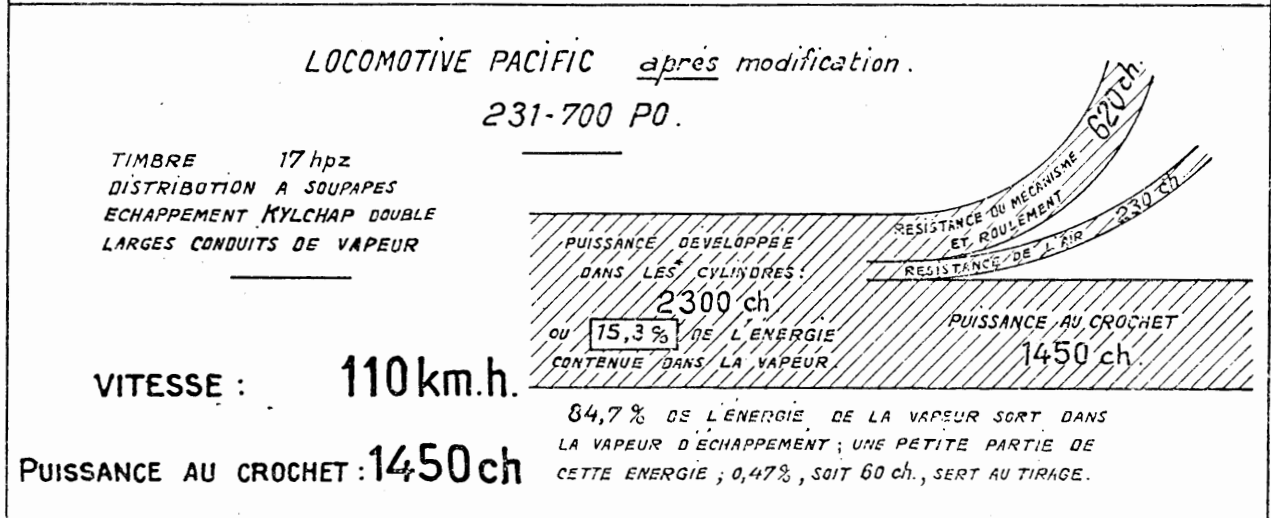 LOCOMOTIVE PACIFIC aprés modification.
231-700 PO.
TIMBRE 17 hpz
DISTRIBUTION A SOUPAPES
ECHAPPEMENT KYLCHAP DOUBLE
LARGES CONDUITS DE VAPEUR
VITESSE : 110 km.h.
PUISSANCE AU CROCHET : 1450 ch
PUISSANCE DEVELOPPÉE
DANS LES CYLINDRES :
2300 ch
OU 15,3 % DE L'ENERGIE
CONTENUE DANS LA VAPEUR.
RESISTANCE DU MECANISME 620 ch.
ET ROULEMENT
RESISTANCE DE L'AIR 230 ch
PUISSANCE AU CROCHET
1450 ch.
84,7 % DE L'ÉNERGIE DE LA VAPEUR SORT DANS
LA VAPEUR D'ÉCHAPPEMENT ; UNE PETITE PARTIE DE
CETTE ENERGIE ; 0,47%, SOIT 60 ch., SERT AU TIRAGE.